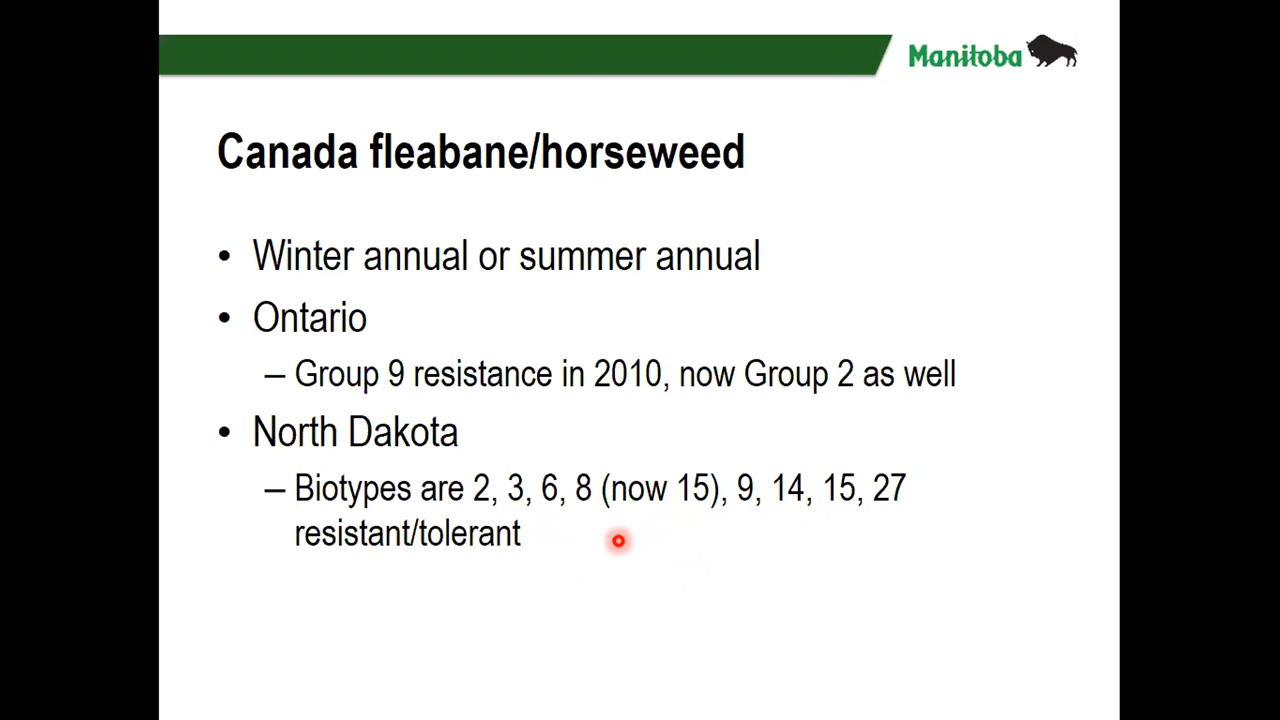 Manitoba
Canada fleabane/horseweed
• Winter annual or summer annual
• Ontario
– Group 9 resistance in 2010, now Group 2 as well
• North Dakota
– Biotypes are 2, 3, 6, 8 (now 15), 9, 14, 15, 27
resistant/tolerant